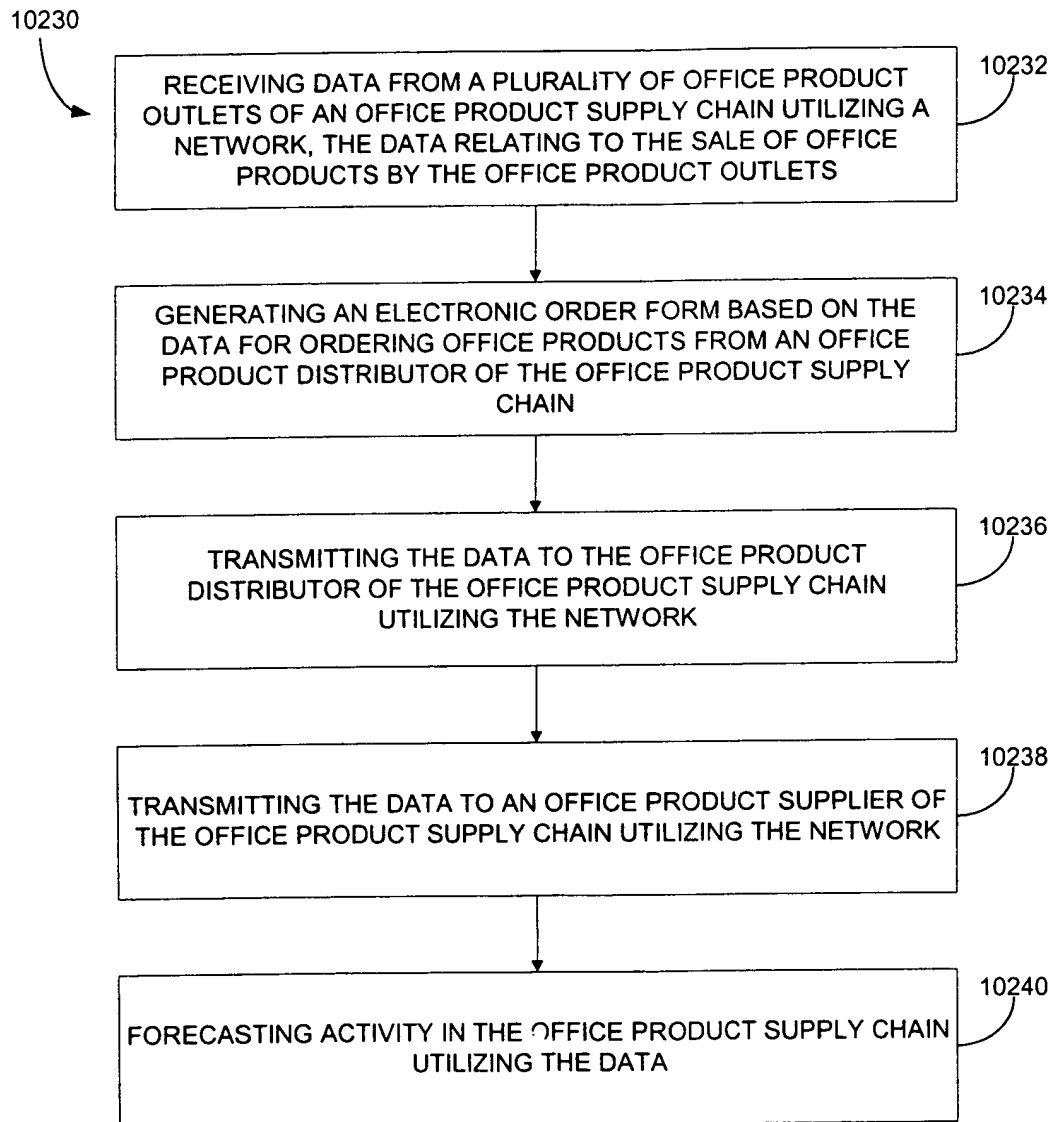 10230
RECEIVING DATA FROM A PLURALITY OF OFFICE PRODUCT
OUTLETS OF AN OFFICE PRODUCT SUPPLY CHAIN UTILIZING A
NETWORK, THE DATA RELATING TO THE SALE OF OFFICE
PRODUCTS BY THE OFFICE PRODUCT OUTLETS
10232
GENERATING AN ELECTRONIC ORDER FORM BASED ON THE
DATA FOR ORDERING OFFICE PRODUCTS FROM AN OFFICE
PRODUCT DISTRIBUTOR OF THE OFFICE PRODUCT SUPPLY
CHAIN
10234
TRANSMITTING THE DATA TO THE OFFICE PRODUCT
DISTRIBUTOR OF THE OFFICE PRODUCT SUPPLY CHAIN
UTILIZING THE NETWORK
10236
TRANSMITTING THE DATA TO AN OFFICE PRODUCT SUPPLIER OF
THE OFFICE PRODUCT SUPPLY CHAIN UTILIZING THE NETWORK
10238
FORECASTING ACTIVITY IN THE OFFICE PRODUCT SUPPLY CHAIN
UTILIZING THE DATA
10240